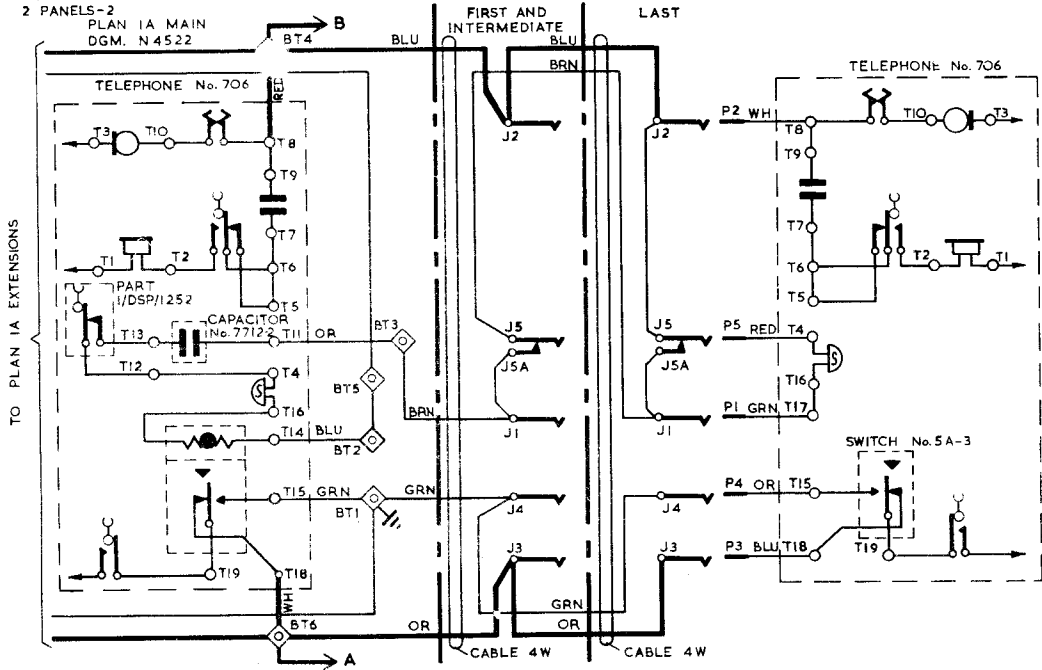 2 PANELS-2
PLAN 1A MAIN
DGM. N4522
B
BT4
BLU
FIRST AND
INTERMEDIATE
LAST
BLU
BRN
TELEPHONE No. 706
TELEPHONE No. 706
RED
T3
T10
T8
J2
J2
P2
WH
T8
T10
T3
T9
T9
T7
T7
T1
T2
T6
T6
T2
T1
T5
T5
PART
1/DSP/1252
CAPACITOR
No. 7712-2
T13
T11
OR
BT3
J5
J5
P5
RED
T4
J5A
J5A
T12
T4
BT5
S
S
T16
T16
BRN
J1
J1
P1
GRN
T17
T14
BLU
BT2
SWITCH No. 5A-3
T15
GRN
GRN
BT1
J4
J4
P4
OR
T15
J3
J3
P3
BLU
T18
T19
T19
T18
WH
GRN
BT6
OR
OR
A
CABLE 4W
CABLE 4W
TO PLAN 1A EXTENSIONS